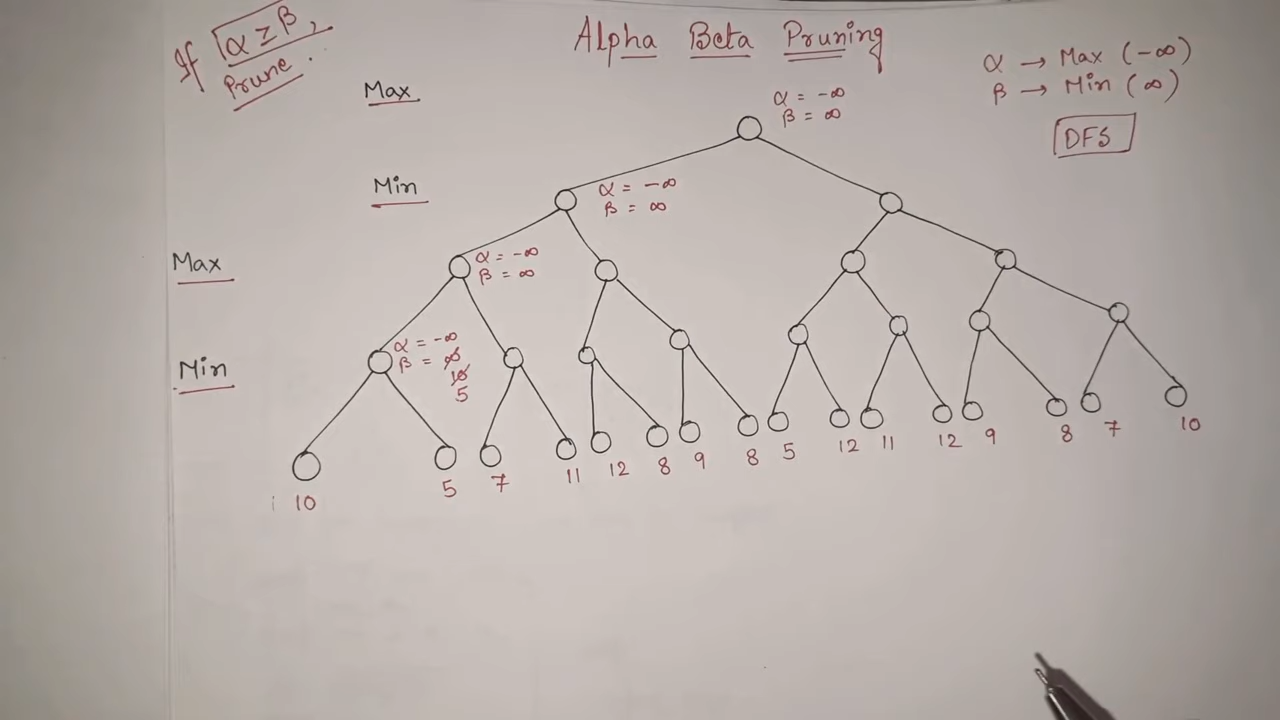 If α ≥ β,
Prune.
Alpha Beta Pruning
α → Max (-∞)
β → Min (∞)
DFS
Max
α = -∞
β = ∞
Min
α = -∞
β = ∞
Max
α = -∞
β = ∞
Min
α = -∞
β = ∞
10
5
10 5 7 11 12 8 9 8 5 12 11 12 9 8 7 10